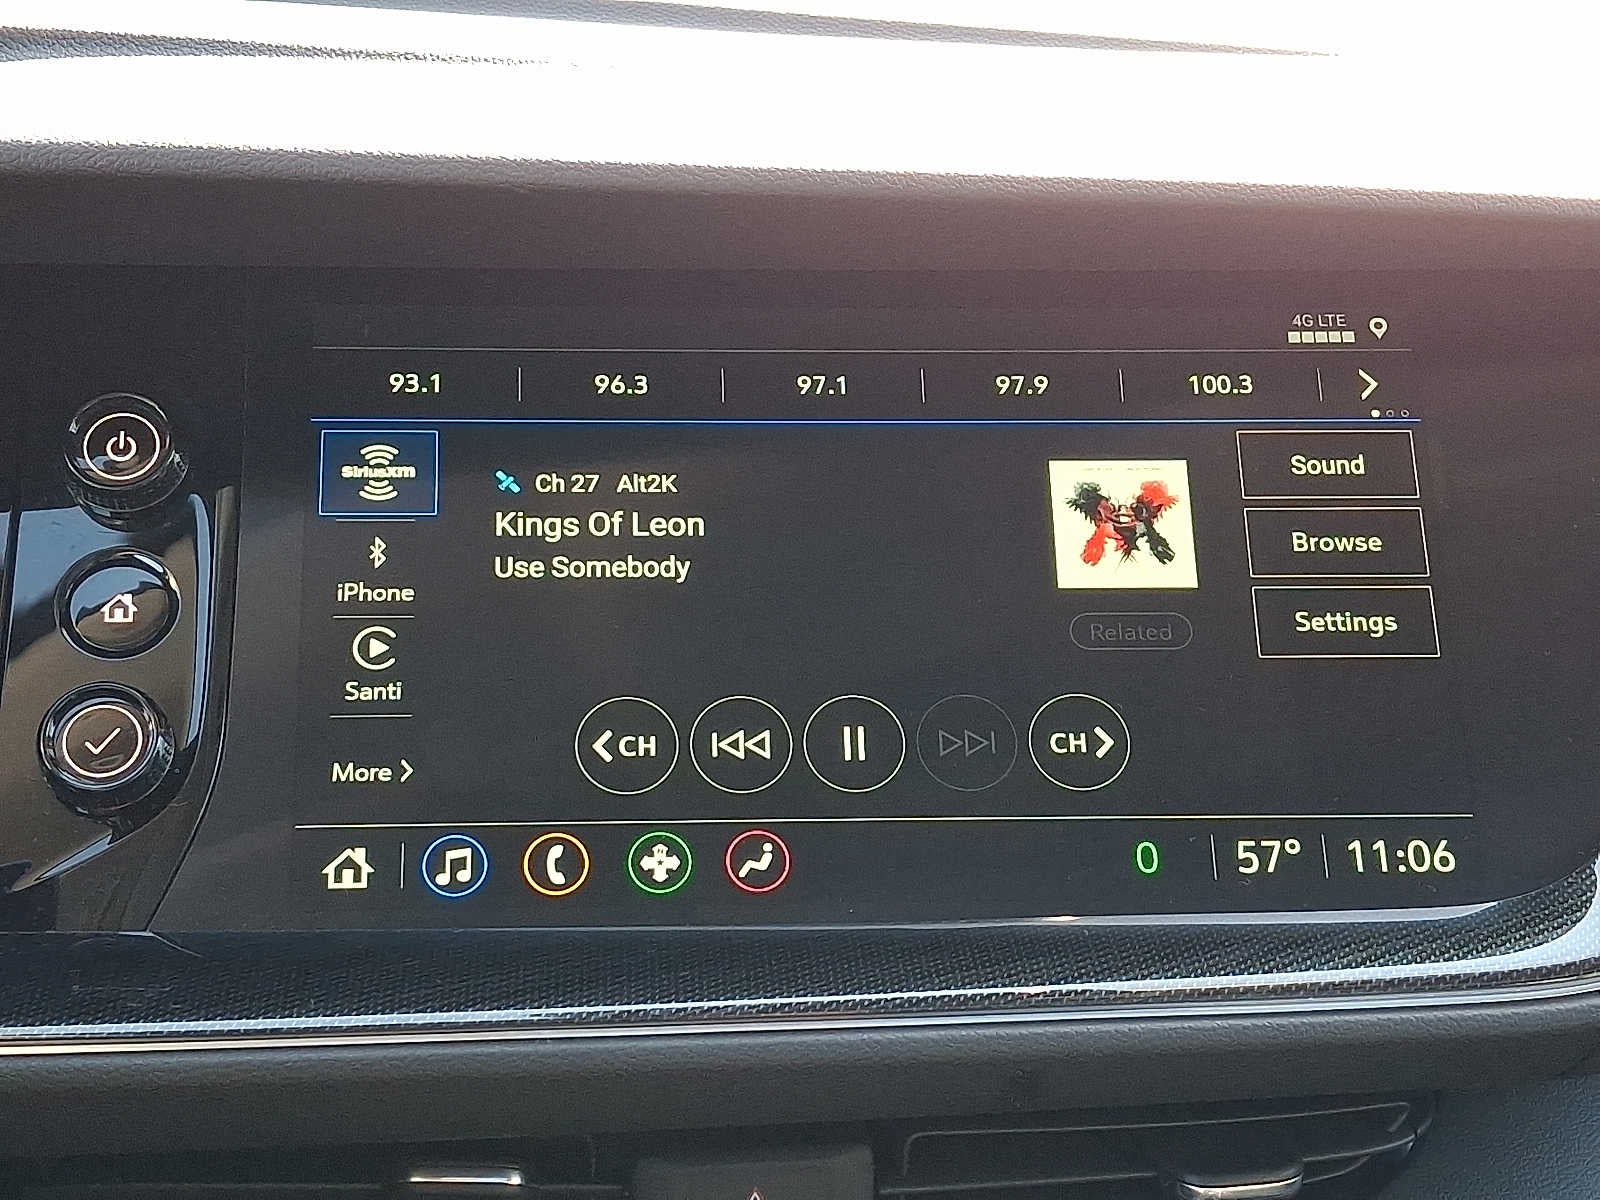 4G LTE
93.1 96.3 97.1 97.9 100.3
SiriusXM
Ch 27 Alt2K
Kings Of Leon
Use Somebody
Sound
Browse
Settings
Related
iPhone
Santi
More
CH
CH
0 57° 11:06